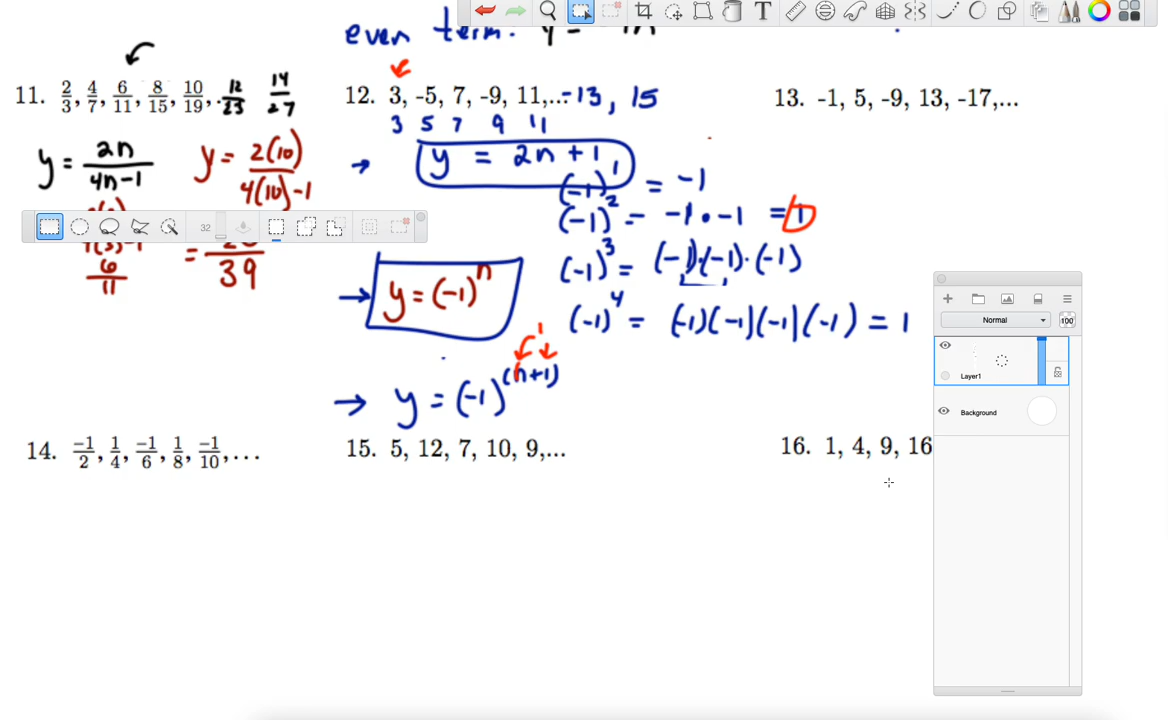 even term: y =
11. 2/3, 4/7, 6/11, 8/15, 10/19, . 12/23 14/27
12. 3, -5, 7, -9, 11,... -13, 15
13. -1, 5, -9, 13, -17,...
3 5 7 9 11
y = 2n/4n-1
y = 2(10)/4(10)-1
→ y = 2n + 1
(-1)^1 = -1
(-1)^2 = -1 • -1 = 1
32
6/11
= 39
→ y = (-1)^n
(-1)^3 = (-1)·(-1)·(-1)
(-1)^4 = (-1)(-1)(-1)(-1) = 1
1
→ y = (-1)^(n+1)
Normal
100
Layer1
Background
14. -1/2, 1/4, -1/6, 1/8, -1/10, ...
15. 5, 12, 7, 10, 9,...
16. 1, 4, 9, 16